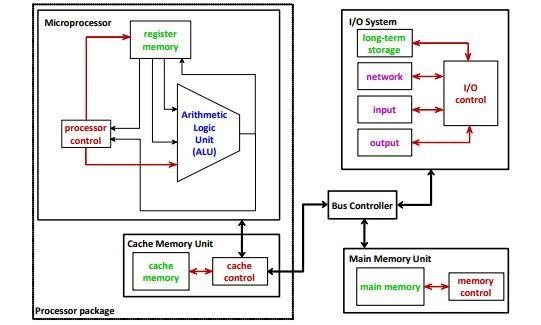 Microprocessor
register
memory
processor
control
Arithmetic
Logic
Unit
(ALU)
Cache Memory Unit
cache
memory
cache
control
Processor package
I/O System
long-term
storage
network
input
output
I/O
control
Bus Controller
Main Memory Unit
main memory
memory
control